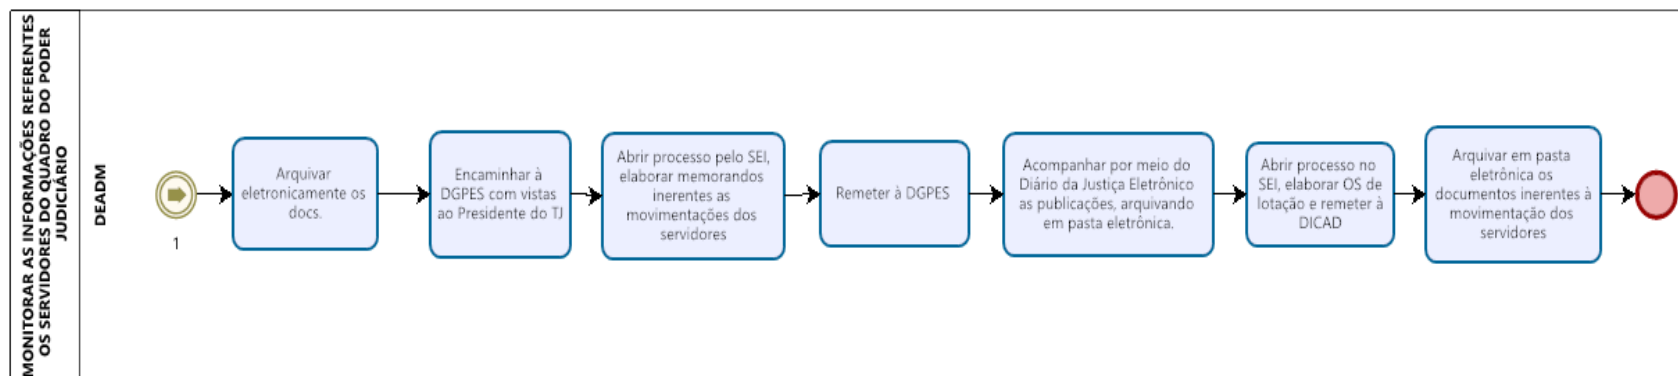 MONITORAR AS INFORMAÇÕES REFERENTES
OS SERVIDORES DO QUADRO DO PODER
JUDICIÁRIO
DEADM
1
Arquivar
eletronicamente os
docs.
Encaminhar à
DGPES com vistas
ao Presidente do TJ
Abrir processo pelo SEI,
elaborar memorandos
inerentes as
movimentações dos
servidores
Remeter à DGPES
Acompanhar por meio do
Diário da Justiça Eletrônico
as publicações, arquivando
em pasta eletrônica.
Abrir processo no
SEI, elaborar OS de
lotação e remeter à
DICAD
Arquivar em pasta
eletrônica os
documentos inerentes à
movimentação dos
servidores